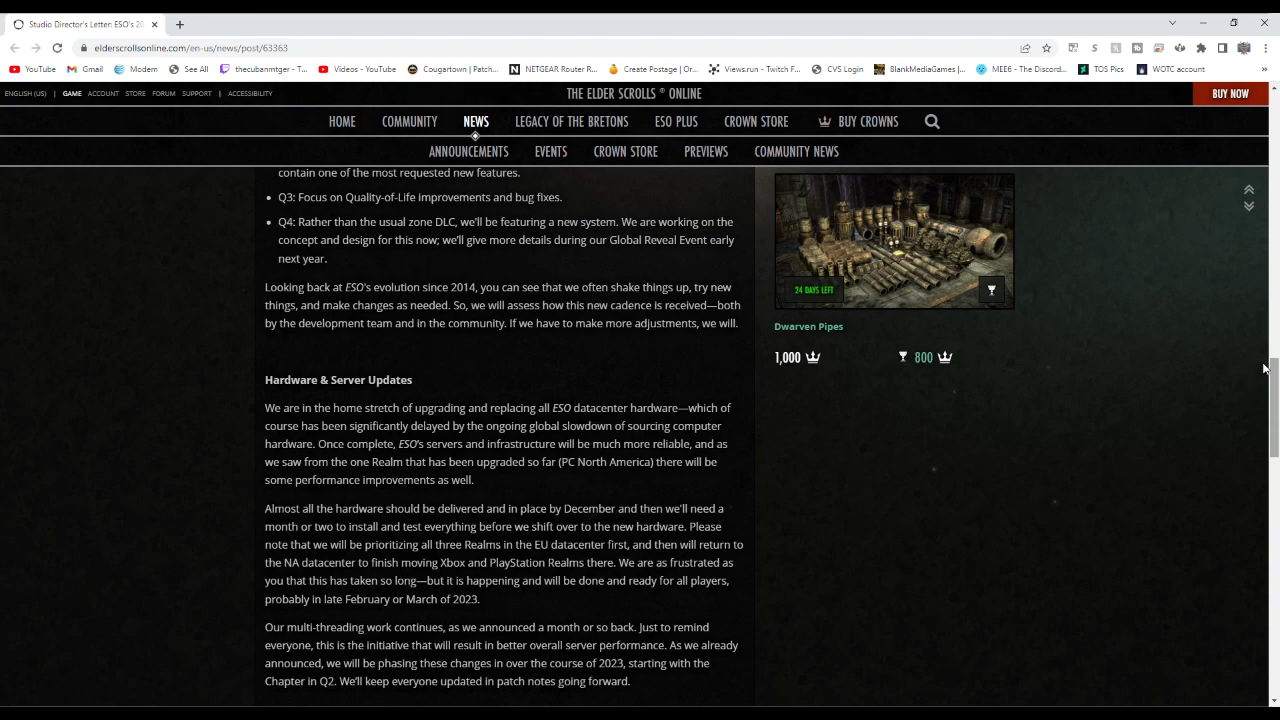 Studio Director's Letter: ESO's 20
elderscrollsonline.com/en-us/news/post/63363
YouTube Gmail Modem See All thecubanmtger - T... Videos - YouTube Cougartown | Patch... NETGEAR Router R... Create Postage | Or... Views.run - Twitch F... CVS Login BlankMediaGames |... MEE6 - The Discord... TOS Pics WOTC account »
ENGLISH (US) | GAME ACCOUNT STORE FORUM SUPPORT | ACCESSIBILITY
THE ELDER SCROLLS ® ONLINE
BUY NOW
HOME COMMUNITY NEWS LEGACY OF THE BRETONS ESO PLUS CROWN STORE BUY CROWNS
ANNOUNCEMENTS EVENTS CROWN STORE PREVIEWS COMMUNITY NEWS
contain one of the most requested new features.
• Q3: Focus on Quality-of-Life improvements and bug fixes.
• Q4: Rather than the usual zone DLC, we'll be featuring a new system. We are working on the
concept and design for this now; we'll give more details during our Global Reveal Event early
next year.
Looking back at ESO's evolution since 2014, you can see that we often shake things up, try new
things, and make changes as needed. So, we will assess how this new cadence is received—both
by the development team and in the community. If we have to make more adjustments, we will.
Hardware & Server Updates
We are in the home stretch of upgrading and replacing all ESO datacenter hardware—which of
course has been significantly delayed by the ongoing global slowdown of sourcing computer
hardware. Once complete, ESO's servers and infrastructure will be much more reliable, and as
we saw from the one Realm that has been upgraded so far (PC North America) there will be
some performance improvements as well.
Almost all the hardware should be delivered and in place by December and then we'll need a
month or two to install and test everything before we shift over to the new hardware. Please
note that we will be prioritizing all three Realms in the EU datacenter first, and then will return to
the NA datacenter to finish moving Xbox and PlayStation Realms there. We are as frustrated as
you that this has taken so long—but it is happening and will be done and ready for all players,
probably in late February or March of 2023.
Our multi-threading work continues, as we announced a month or so back. Just to remind
everyone, this is the initiative that will result in better overall server performance. As we already
announced, we will be phasing these changes in over the course of 2023, starting with the
Chapter in Q2. We'll keep everyone updated in patch notes going forward.
24 DAYS LEFT
Dwarven Pipes
1,000 800